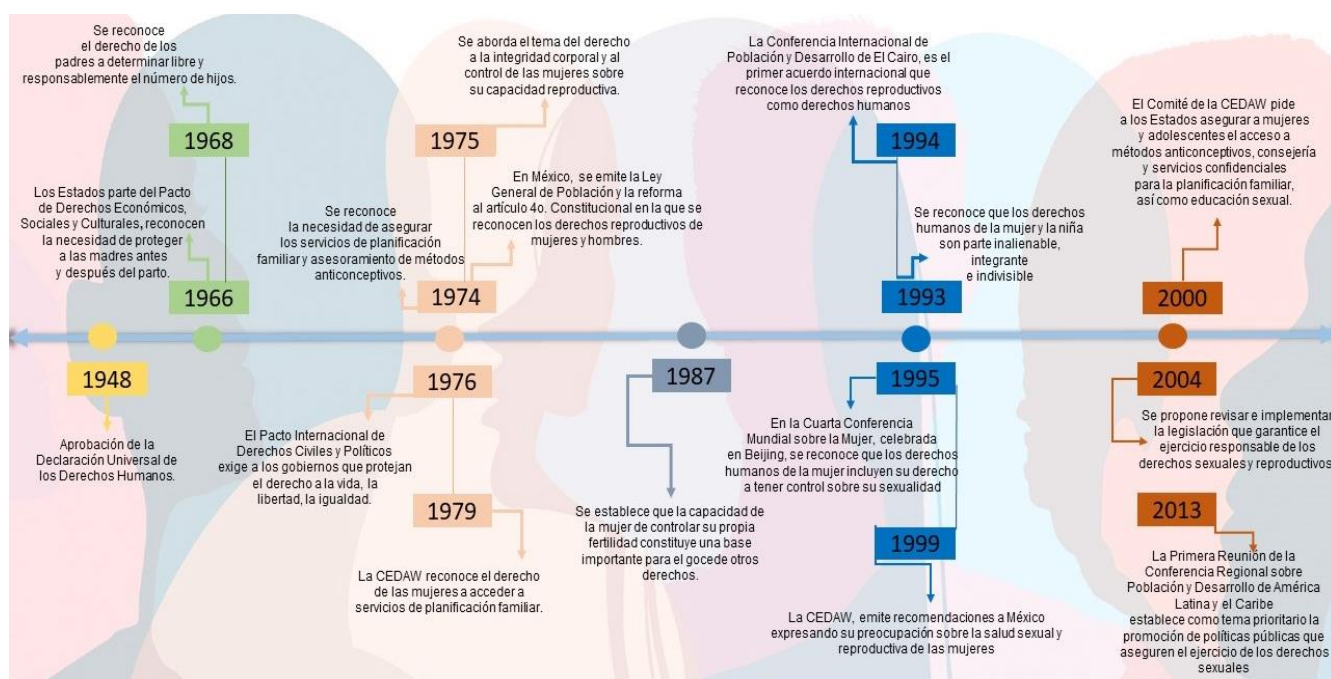 Se reconoce
el derecho de los
padres a determinar libre y
responsablemente el número de hijos.
1968
Los Estados parte del Pacto
de Derechos Económicos,
Sociales y Culturales, reconocen
la necesidad de proteger
a las madres antes
y después del parto.
1966
1948
Aprobación de la
Declaración Universal de
los Derechos Humanos.
Se aborda el tema del derecho
a la integridad corporal y al
control de las mujeres sobre
su capacidad reproductiva.
1975
En México, se emite la Ley
General de Población y la reforma
al artículo 4o. Constitucional en la que se
reconocen los derechos reproductivos de
mujeres y hombres.
Se reconoce
la necesidad de asegurar
los servicios de planificación
familiar y asesoramiento de métodos
anticonceptivos.
1974
1976
El Pacto Internacional de
Derechos Civiles y Políticos
exige a los gobiernos que protejan
el derecho a la vida, la
libertad, la igualdad.
1979
La CEDAW reconoce el derecho
de las mujeres a acceder a
servicios de planificación familiar.
1987
Se establece que la capacidad de
la mujer de controlar su propia
fertilidad constituye una base
importante para el gocede otros
derechos.
La Conferencia Internacional de
Población y Desarrollo de El Cairo, es el
primer acuerdo internacional que
reconoce los derechos reproductivos
como derechos humanos
1994
Se reconoce que los derechos
humanos de la mujer y la niña
son parte inalienable,
integrante
e indivisible
1993
1995
En la Cuarta Conferencia
Mundial sobre la Mujer, celebrada
en Beijing, se reconoce que los derechos
humanos de la mujer incluyen su derecho
a tener control sobre su sexualidad
1999
La CEDAW, emite recomendaciones a México
expresando su preocupación sobre la salud sexual y
reproductiva de las mujeres
El Comité de la CEDAW pide
a los Estados asegurar a mujeres
y adolescentes el acceso a
métodos anticonceptivos, consejería
y servicios confidenciales
para la planificación familiar,
así como educación sexual.
2000
2004
Se propone revisar e implementar
la legislación que garantice el
ejercicio responsable de los
derechos sexuales y reproductivos
2013
La Primera Reunión de la
Conferencia Regional sobre
Población y Desarrollo de América
Latina y el Caribe
establece como tema prioritario la
promoción de políticas públicas que
aseguren el ejercicio de los derechos
sexuales